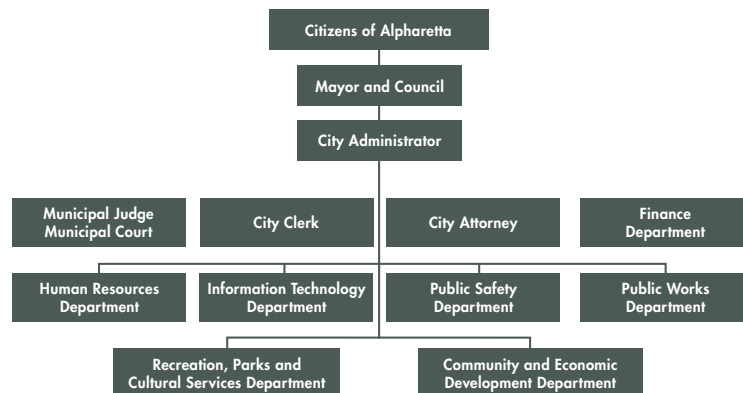 Citizens of Alpharetta
Mayor and Council
City Administrator
Municipal Judge
Municipal Court
City Clerk
City Attorney
Finance
Department
Human Resources
Department
Information Technology
Department
Public Safety
Department
Public Works
Department
Recreation, Parks and
Cultural Services Department
Community and Economic
Development Department